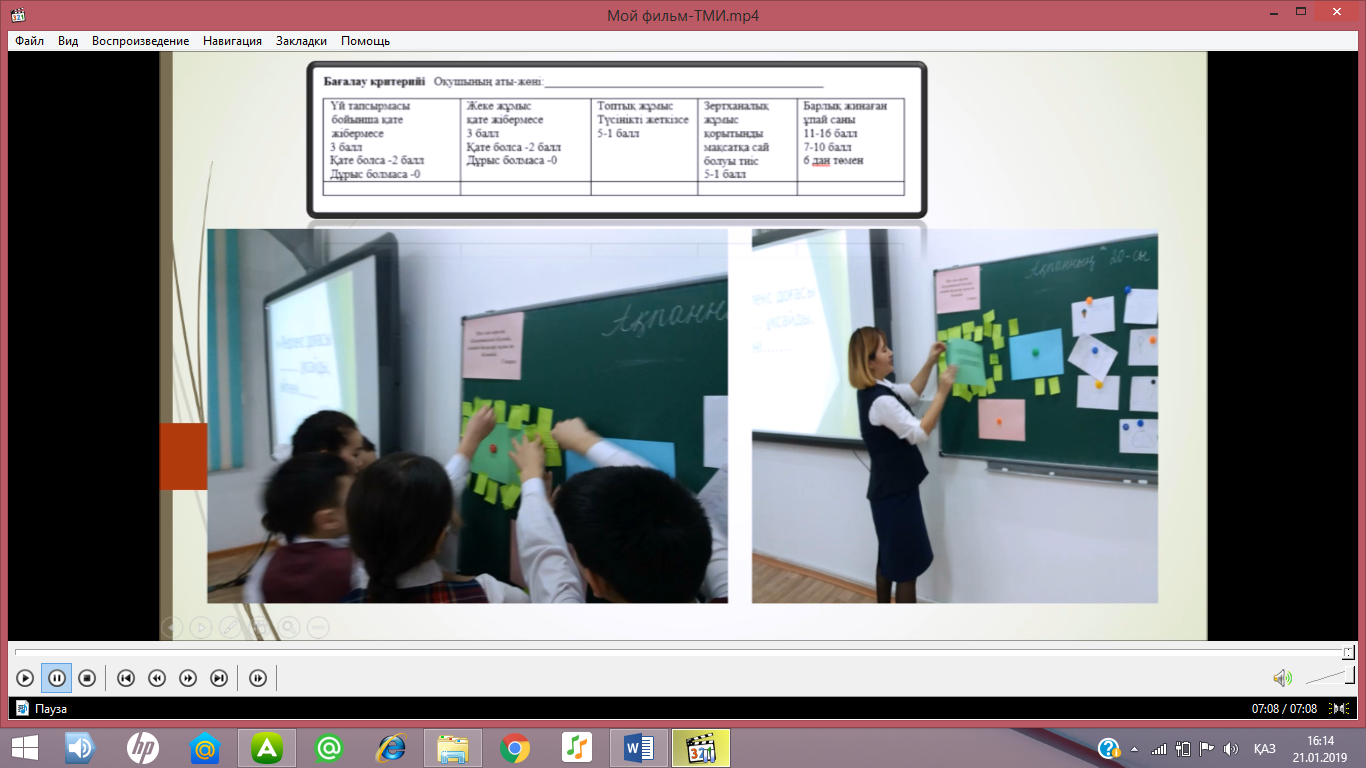 Мой фильм-ТМИ.mp4
Файл Вид Воспроизведение Навигация Закладки Помощь
Бағалау критерийі Оқушының аты-жөні:
Үй тапсырмасы
бойынша қате
жібермесе
3 балл
Қате болса -2 балл
Дұрыс болмаса -0
Жеке жұмыс
қате жібермесе
3 балл
Қате болса -2 балл
Дұрыс болмаса -0
Топтық жұмыс
Түсінікті жеткізсе
5-1 балл
Зертханалық
жұмыс
қорытынды
мақсатқа сай
болуы тиіс
5-1 балл
Барлық жинаған
ұпай саны
11-16 балл
7-10 балл
6 дан төмен
Ақпанның 20-сы
Пауза
07:08 / 07:08
321
hp
ҚАЗ
16:14
21.01.2019